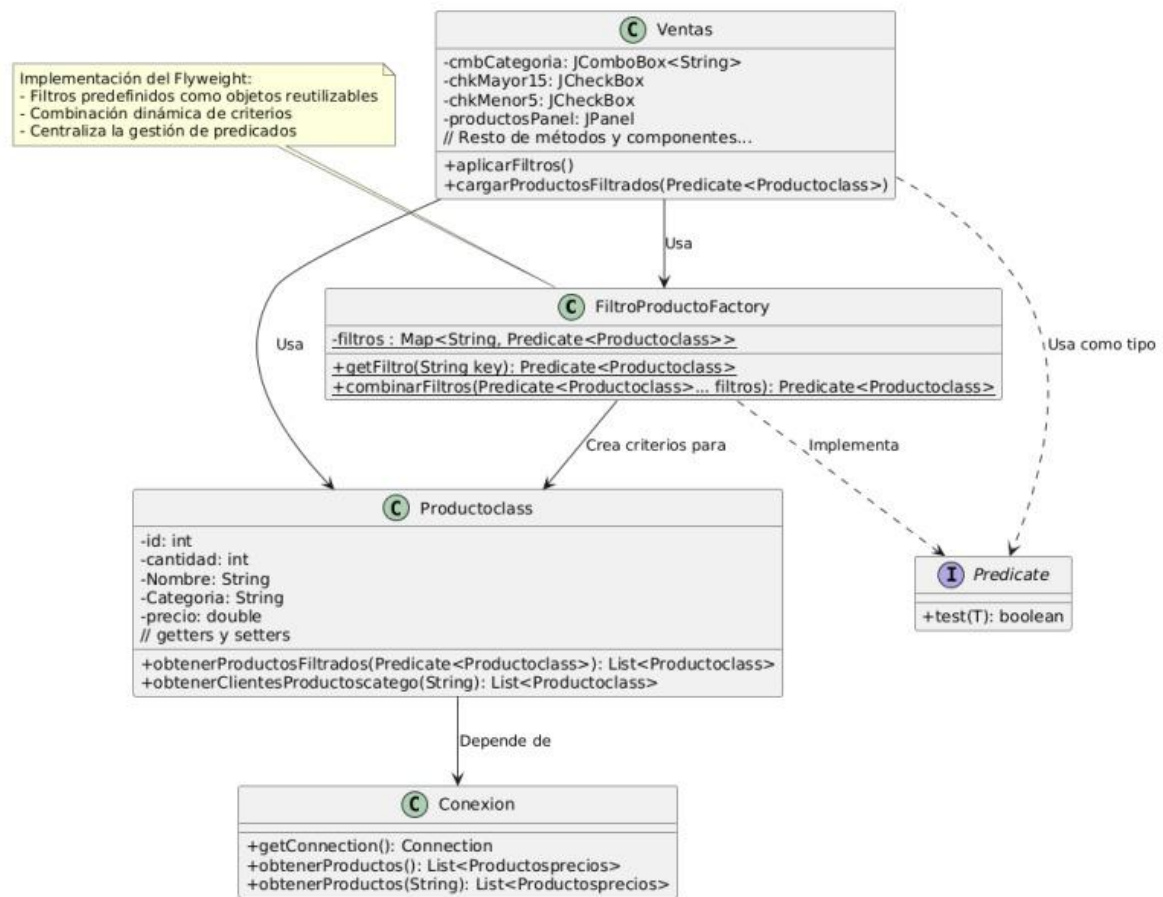 C Ventas
-cmbCategoria: JComboBox<String>
-chkMayor15: JCheckBox
-chkMenor5: JCheckBox
-productosPanel: JPanel
// Resto de métodos y componentes...
+aplicarFiltros()
+cargarProductosFiltrados(Predicate<Productoclass>)
Implementación del Flyweight:
- Filtros predefinidos como objetos reutilizables
- Combinación dinámica de criterios
- Centraliza la gestión de predicados
Usa
C FiltroProductoFactory
-filtros : Map<String, Predicate<Productoclass>>
+getFiltro(String key): Predicate<Productoclass>
+combinarFiltros(Predicate<Productoclass>... filtros): Predicate<Productoclass>
Usa
Usa como tipo
Crea criterios para
Implementa
C Productoclass
-id: int
-cantidad: int
-Nombre: String
-Categoria: String
-precio: double
// getters y setters
+obtenerProductosFiltrados(Predicate<Productoclass>): List<Productoclass>
+obtenerClientesProductoscatego(String): List<Productoclass>
I Predicate
+test(T): boolean
Depende de
C Conexion
+getConnection(): Connection
+obtenerProductos(): List<Productosprecios>
+obtenerProductos(String): List<Productosprecios>